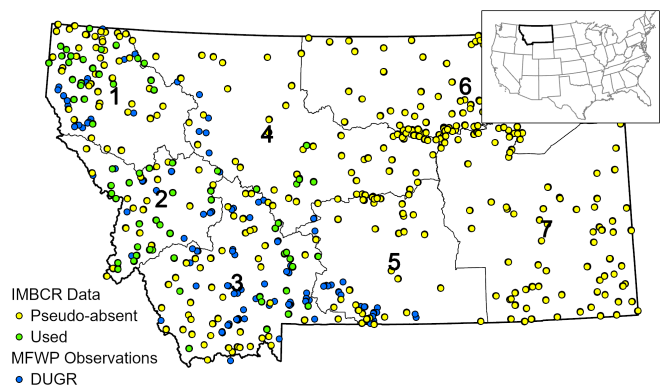 6
1
4
2
7
5
3
IMBCR Data
Pseudo-absent
Used
MFWP Observations
DUGR